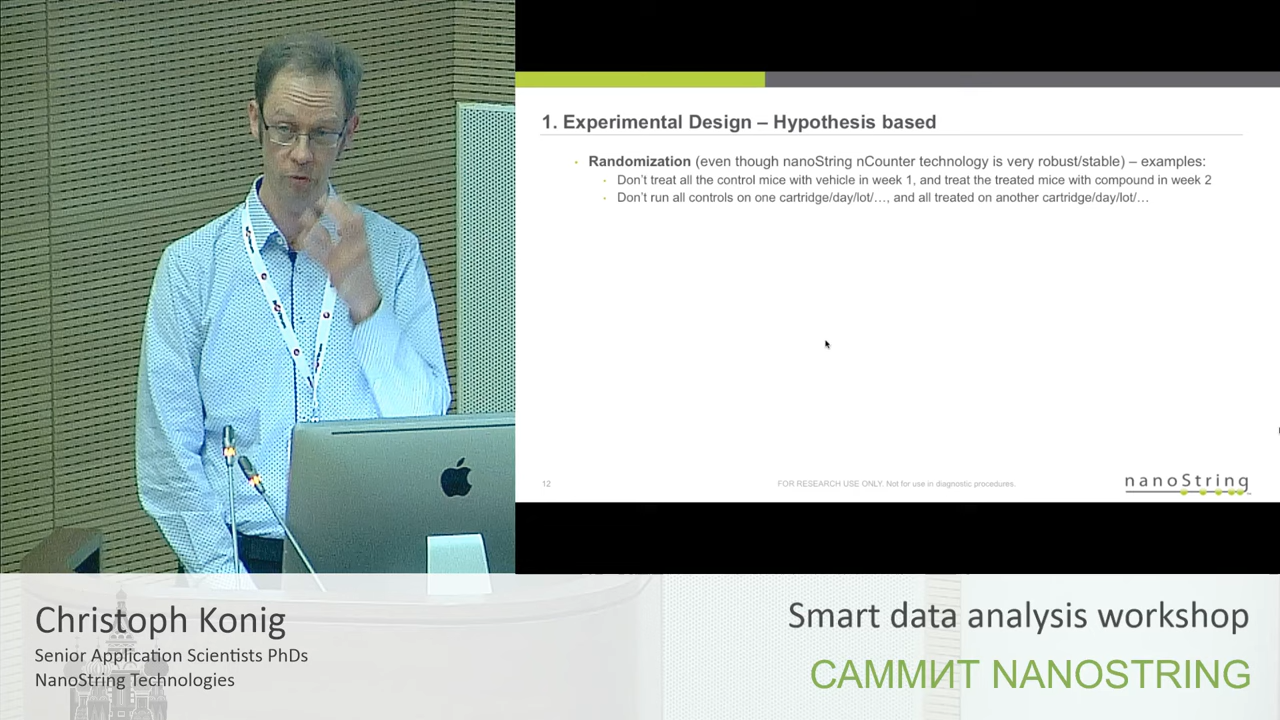 1. Experimental Design – Hypothesis based
Randomization (even though nanoString nCounter technology is very robust/stable) – examples:
Don't treat all the control mice with vehicle in week 1, and treat the treated mice with compound in week 2
Don't run all controls on one cartridge/day/lot/…, and all treated on another cartridge/day/lot/…
12
FOR RESEARCH USE ONLY. Not for use in diagnostic procedures.
nanoString
Christoph Konig
Senior Application Scientists PhDs
NanoString Technologies
Smart data analysis workshop
САММИТ NANOSTRING